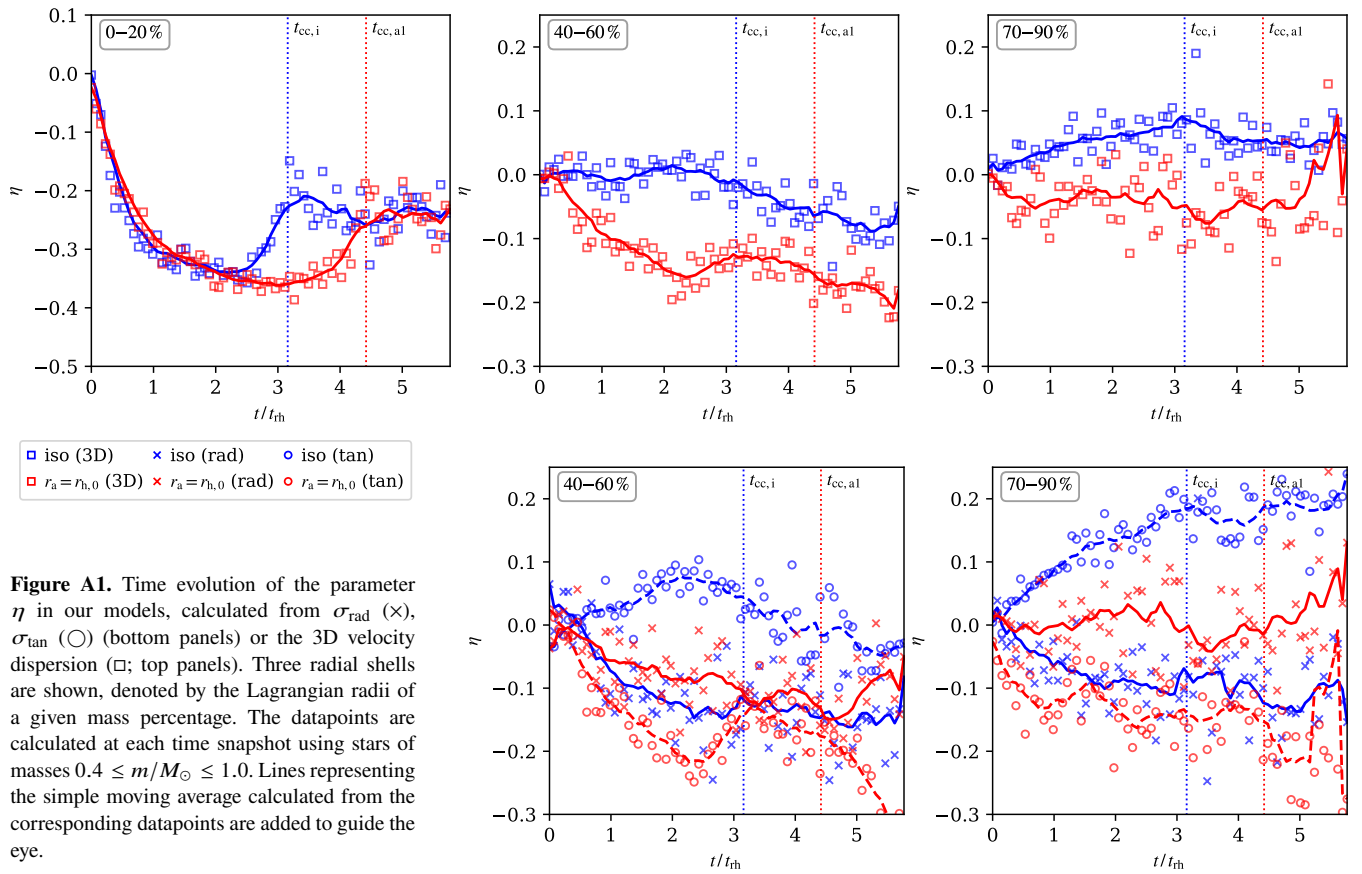 0.1
0.0
−0.1
−0.2
−0.3
−0.4
−0.5
η
0–20 %
t_cc, i
t_cc, a1
0 1 2 3 4 5
t/t_rh
0.2
0.1
0.0
−0.1
−0.2
−0.3
η
40–60 %
t_cc, i
t_cc, a1
0 1 2 3 4 5
t/t_rh
0.2
0.1
0.0
−0.1
−0.2
−0.3
η
70–90 %
t_cc, i
t_cc, a1
0 1 2 3 4 5
t/t_rh
□ iso (3D) × iso (rad) ○ iso (tan)
□ r_a = r_h,0 (3D) × r_a = r_h,0 (rad) ○ r_a = r_h,0 (tan)
0.2
0.1
0.0
−0.1
−0.2
−0.3
η
40–60 %
t_cc, i
t_cc, a1
0 1 2 3 4 5
t/t_rh
0.2
0.1
0.0
−0.1
−0.2
−0.3
η
70–90 %
t_cc, i
t_cc, a1
0 1 2 3 4 5
t/t_rh
Figure A1. Time evolution of the parameter
η in our models, calculated from σ_rad (×),
σ_tan (○) (bottom panels) or the 3D velocity
dispersion (□; top panels). Three radial shells
are shown, denoted by the Lagrangian radii of
a given mass percentage. The datapoints are
calculated at each time snapshot using stars of
masses 0.4 ≤ m/M_⊙ ≤ 1.0. Lines representing
the simple moving average calculated from the
corresponding datapoints are added to guide the
eye.